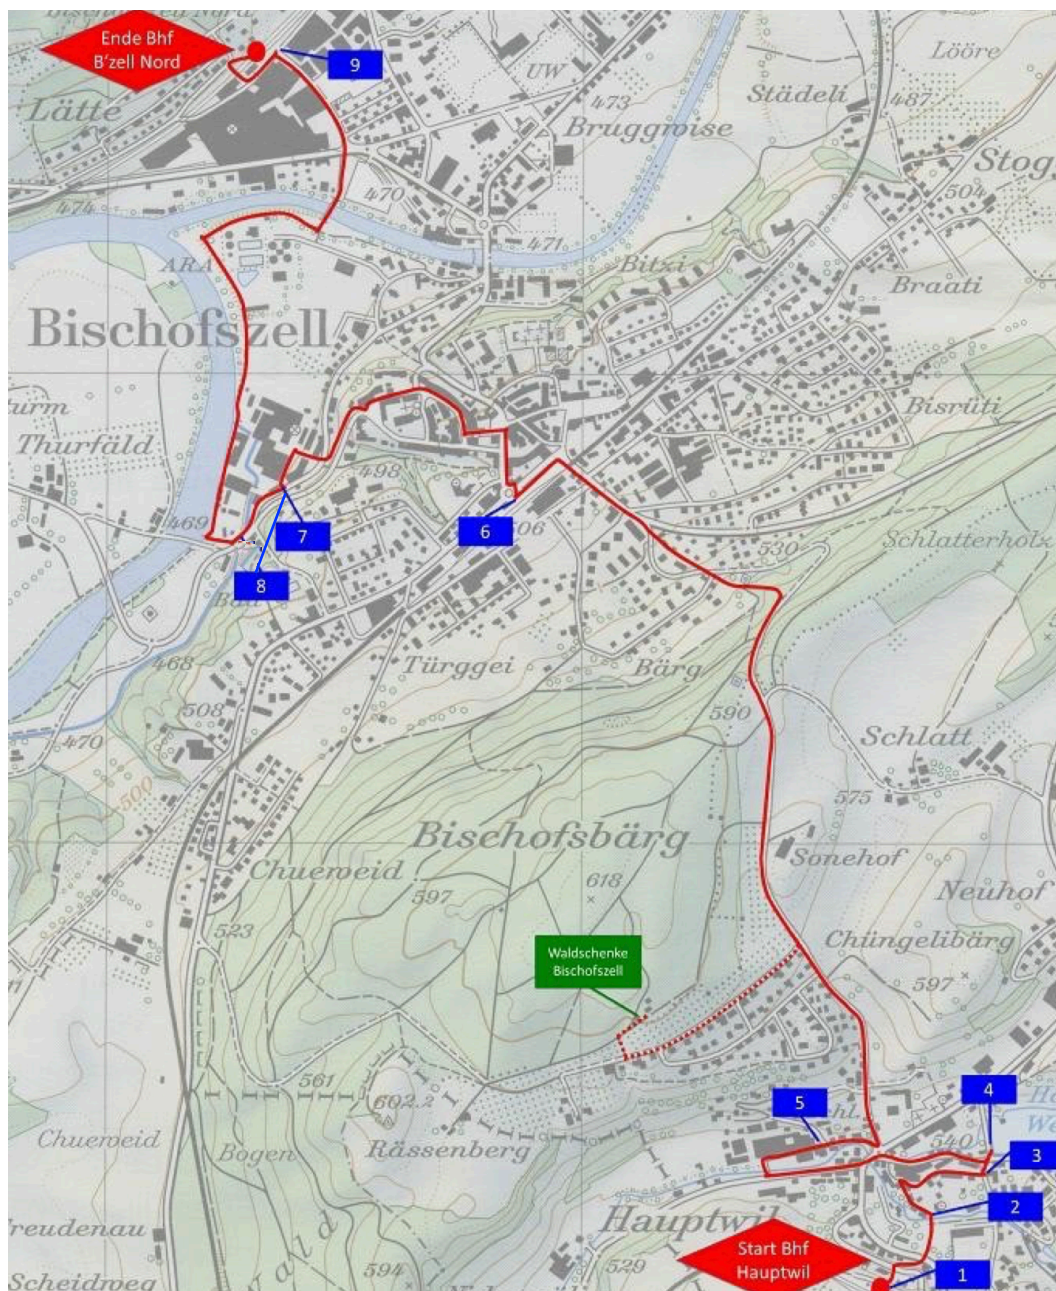 Ende Bhf
B'zell Nord
9
Lätte
UW
473
Bruggwise
Städeli
487
Lööre
Stog
504
474
470
471
ARA
Bitzi
Braati
Bischofszell
Bisrüti
Thurfäld
498
469
7
6
8
530
Schlatterholz
468
Türggei
Bärg
508
590
470
Schlatt
500
575
Bischofsbärg
Sonehof
Chuerweid
597
618
Neuhof
523
Waldschenke
Bischofszell
Chüngelibärg
597
561
602.2
5
4
540
Chuerweid
Bogen
Rässenberg
3
2
Freudenau
Hauptwil
Start Bhf
Hauptwil
529
1
Scheidweg
594
Wald